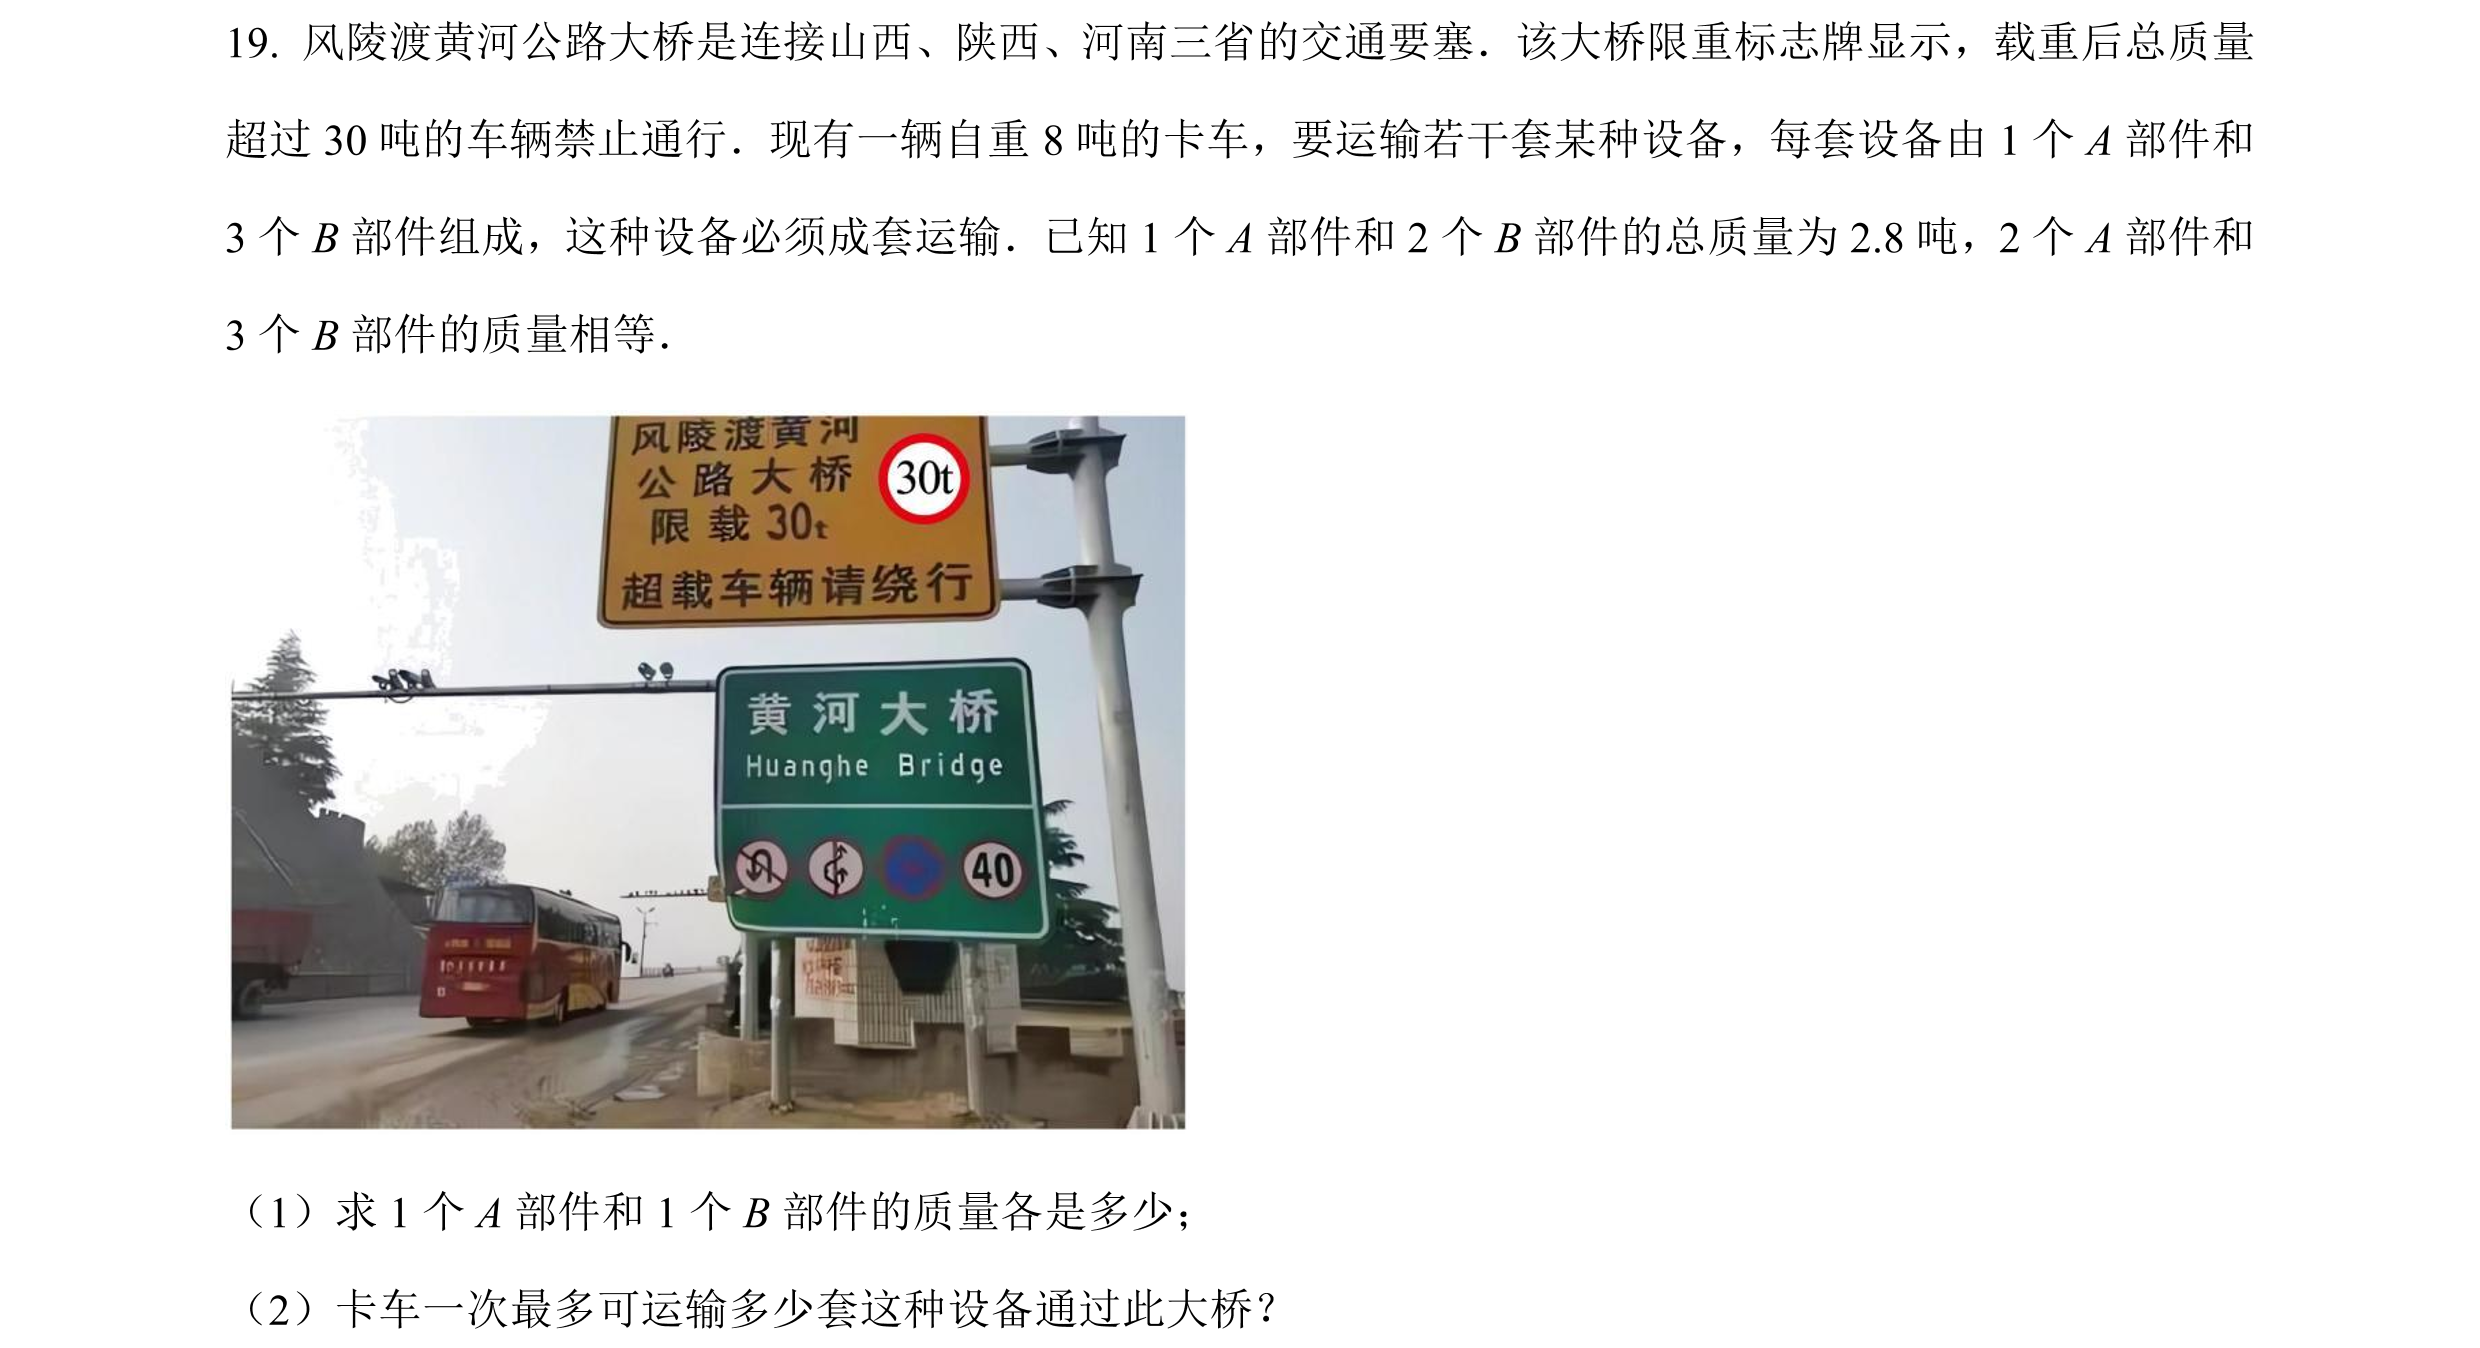 19. 风陵渡黄河公路大桥是连接山西、陕西、河南三省的交通要塞．该大桥限重标志牌显示，载重后总质量
超过 30 吨的车辆禁止通行．现有一辆自重 8 吨的卡车，要运输若干套某种设备，每套设备由 1 个 A 部件和
3 个 B 部件组成，这种设备必须成套运输．已知 1 个 A 部件和 2 个 B 部件的总质量为 2.8 吨，2 个 A 部件和
3 个 B 部件的质量相等．
风陵渡黄河
公路大桥
30t
限载30t
超载车辆请绕行
黄河大桥
Huanghe Bridge
40
（1）求 1 个 A 部件和 1 个 B 部件的质量各是多少；
（2）卡车一次最多可运输多少套这种设备通过此大桥？